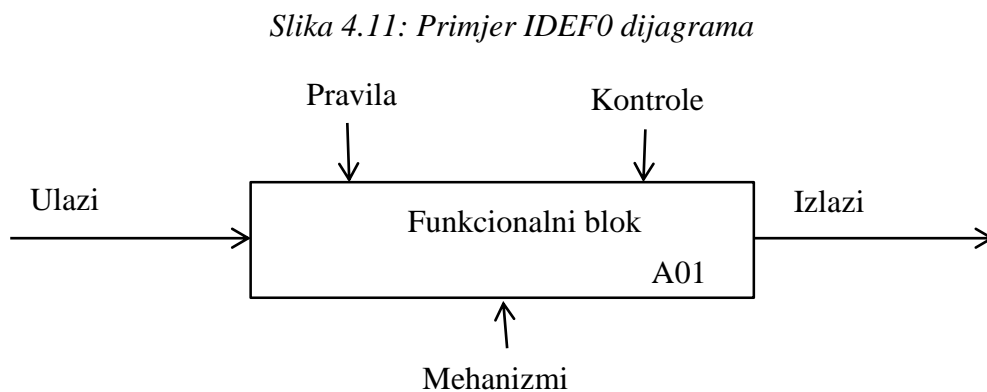 Slika 4.11: Primjer IDEF0 dijagrama
Pravila
Kontrole
Ulazi
Funkcionalni blok
Izlazi
A01
Mehanizmi